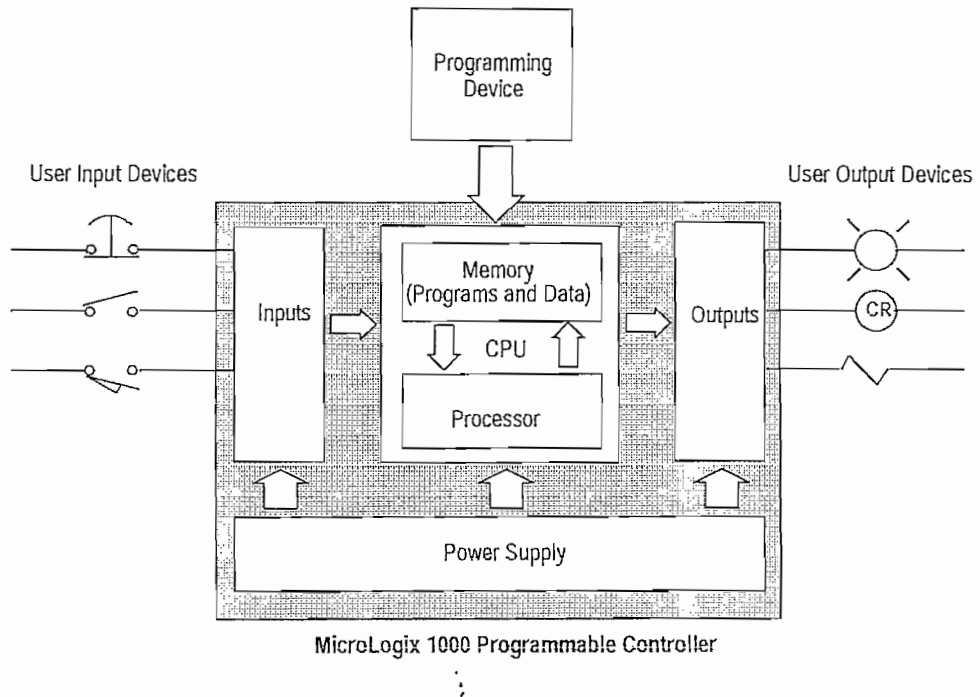 Programming
Device
User Input Devices
User Output Devices
Memory
(Programs and Data)
Inputs
CPU
Outputs
CR
Processor
Power Supply
MicroLogix 1000 Programmable Controller